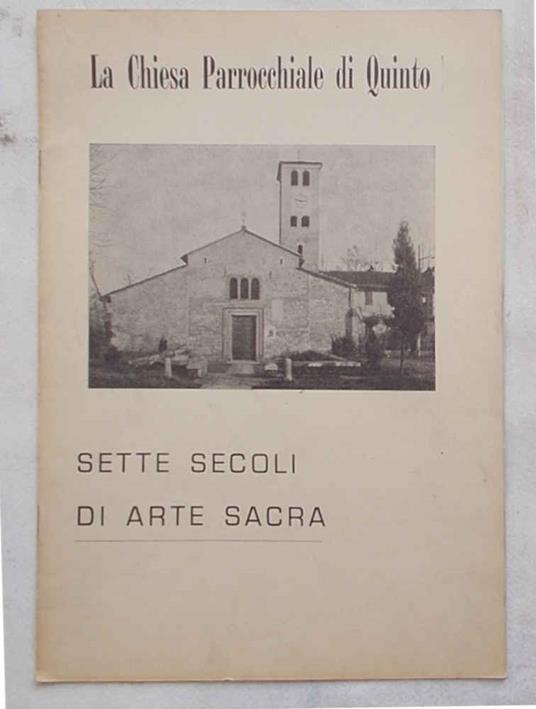 La Chiesa Parrocchiale di Quinto
SETTE SECOLI
DI ARTE SACRA